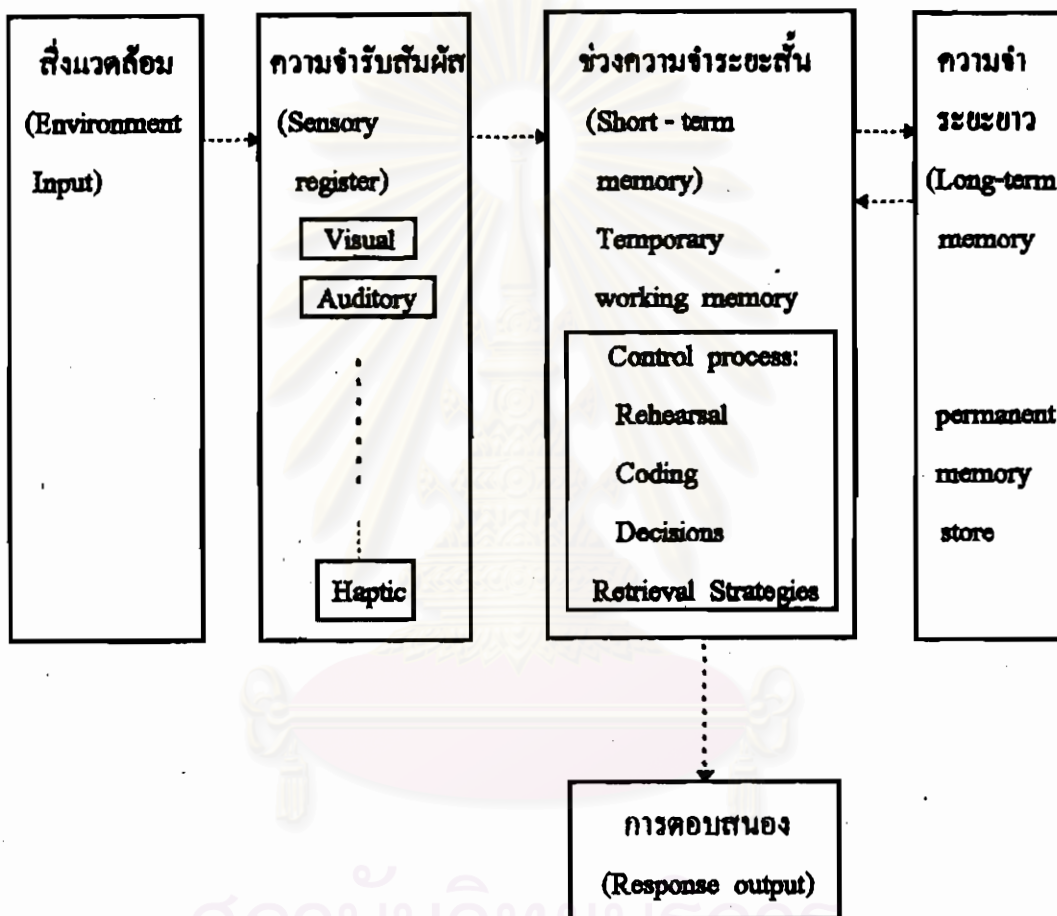 สิ่งแวดล้อม
(Environment
Input)
ความจำรับสัมผัส
(Sensory
register)
Visual
Auditory
Haptic
ช่วงความจำระยะสั้น
(Short - term
memory)
Temporary
working memory
Control process:
Rehearsal
Coding
Decisions
Retrieval Strategies
ความจำ
ระยะยาว
(Long-term
memory
permanent
memory
store
การตอบสนอง
(Response output)